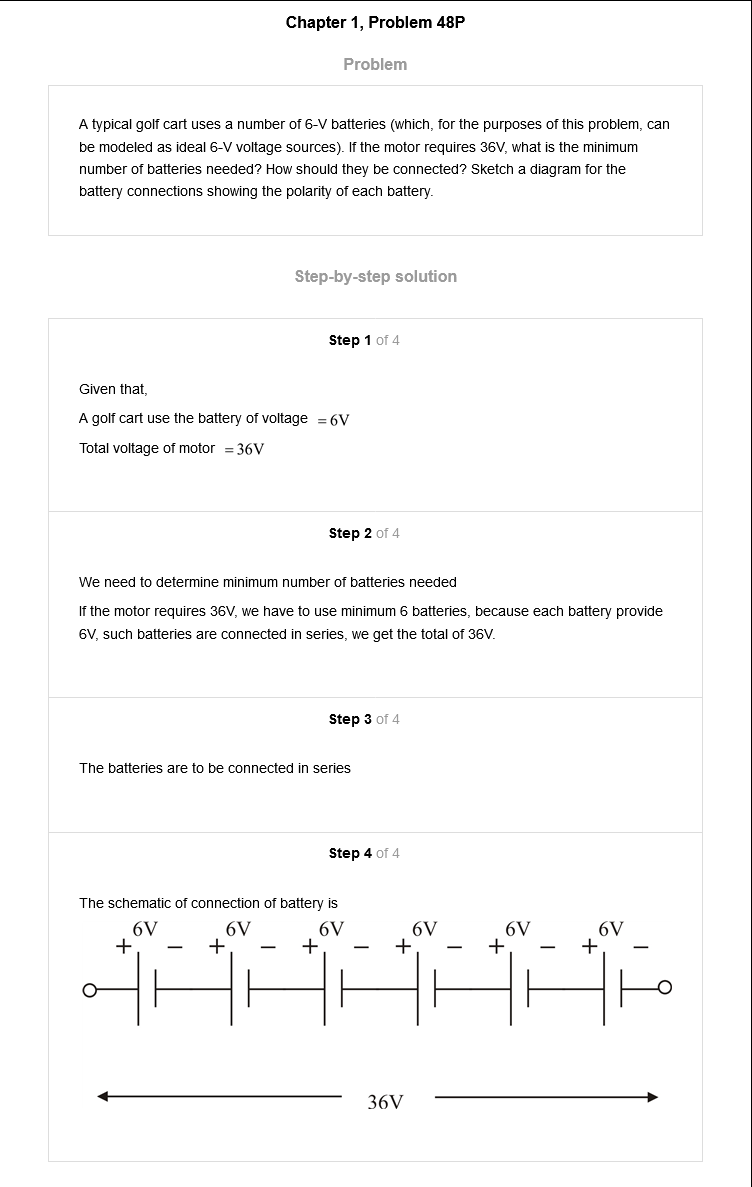 Chapter 1, Problem 48P
Problem
A typical golf cart uses a number of 6-V batteries (which, for the purposes of this problem, can
be modeled as ideal 6-V voltage sources). If the motor requires 36V, what is the minimum
number of batteries needed? How should they be connected? Sketch a diagram for the
battery connections showing the polarity of each battery.
Step-by-step solution
Step 1 of 4
Given that,
A golf cart use the battery of voltage =6V
Total voltage of motor =36V
Step 2 of 4
We need to determine minimum number of batteries needed
If the motor requires 36V, we have to use minimum 6 batteries, because each battery provide
6V, such batteries are connected in series, we get the total of 36V.
Step 3 of 4
The batteries are to be connected in series
Step 4 of 4
The schematic of connection of battery is
6V 6V 6V 6V 6V 6V
+ − + − + − + − + − + −
36V